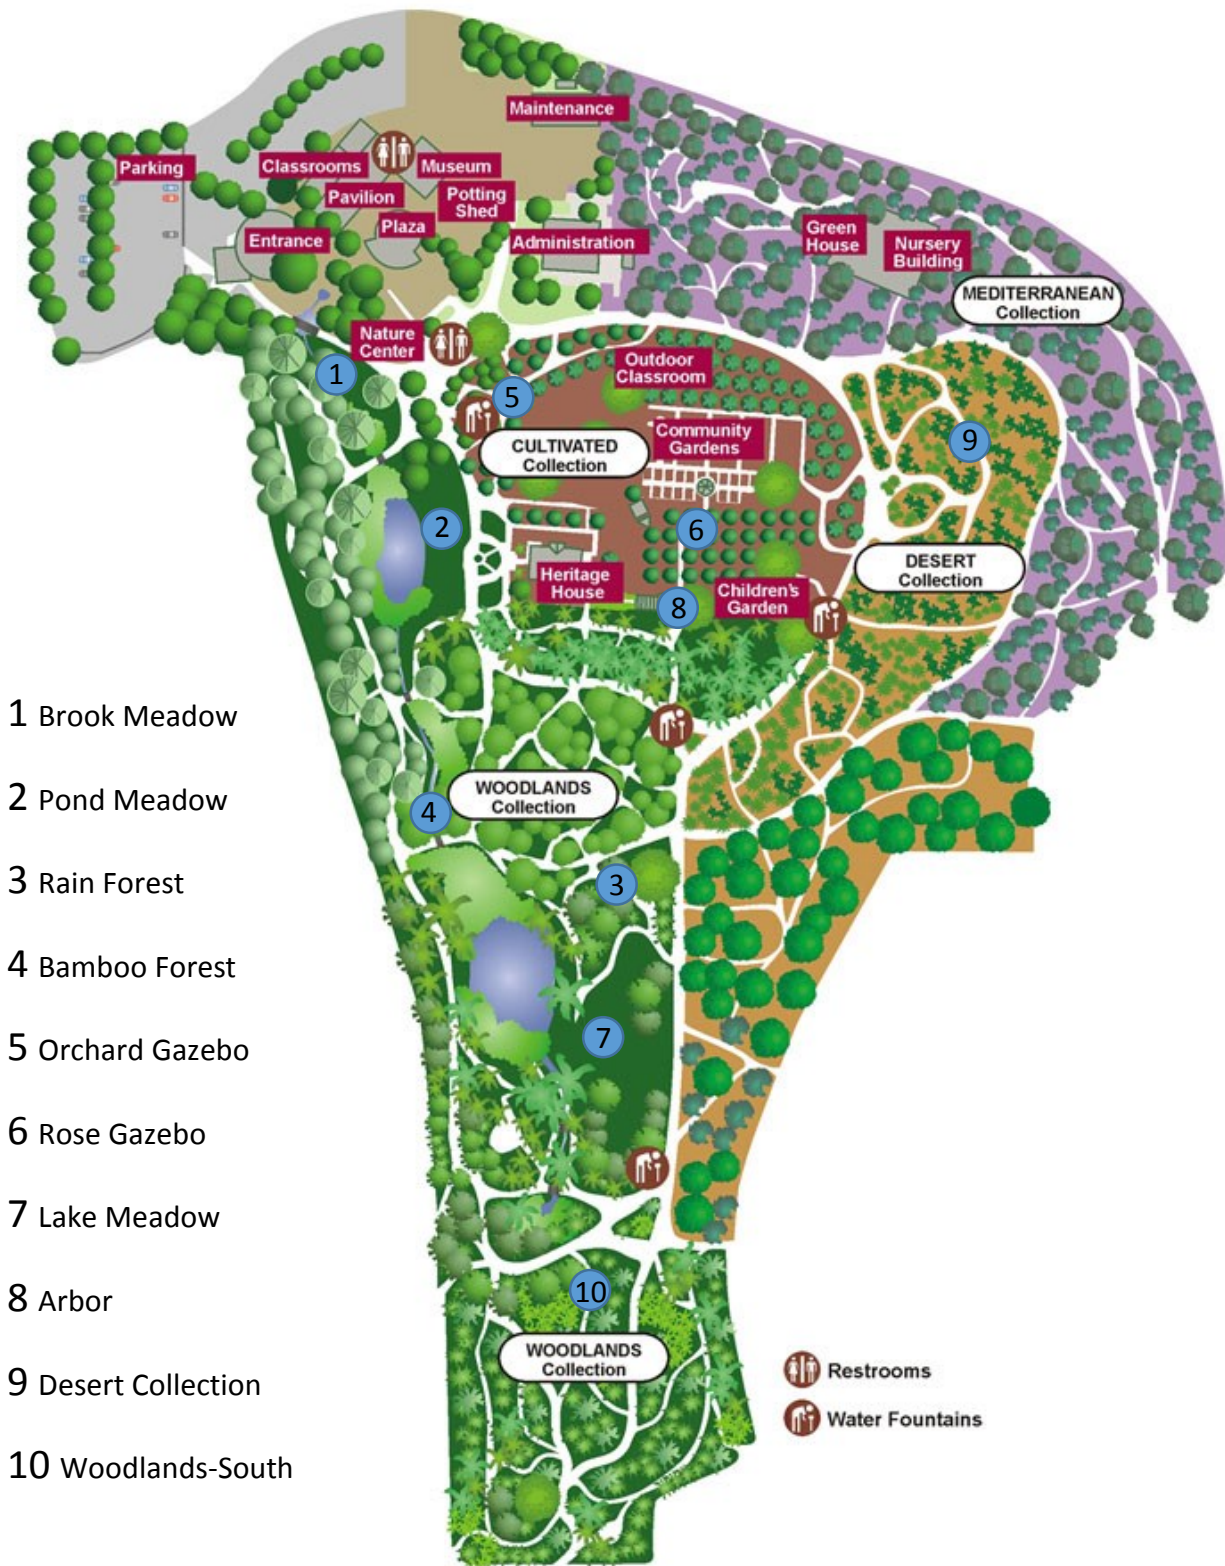 Maintenance
Parking
Classrooms
Museum
Pavilion
Potting
Shed
Plaza
Entrance
Administration
Green
House
Nursery
Building
MEDITERRANEAN
Collection
Nature
Center
1
5
Outdoor
Classroom
9
CULTIVATED
Collection
Community
Gardens
2
6
DESERT
Collection
Heritage
House
8
Children's
Garden
1 Brook Meadow
2 Pond Meadow
3 Rain Forest
4 Bamboo Forest
5 Orchard Gazebo
6 Rose Gazebo
7 Lake Meadow
8 Arbor
9 Desert Collection
10 Woodlands-South
WOODLANDS
Collection
4
3
7
10
WOODLANDS
Collection
Restrooms
Water Fountains